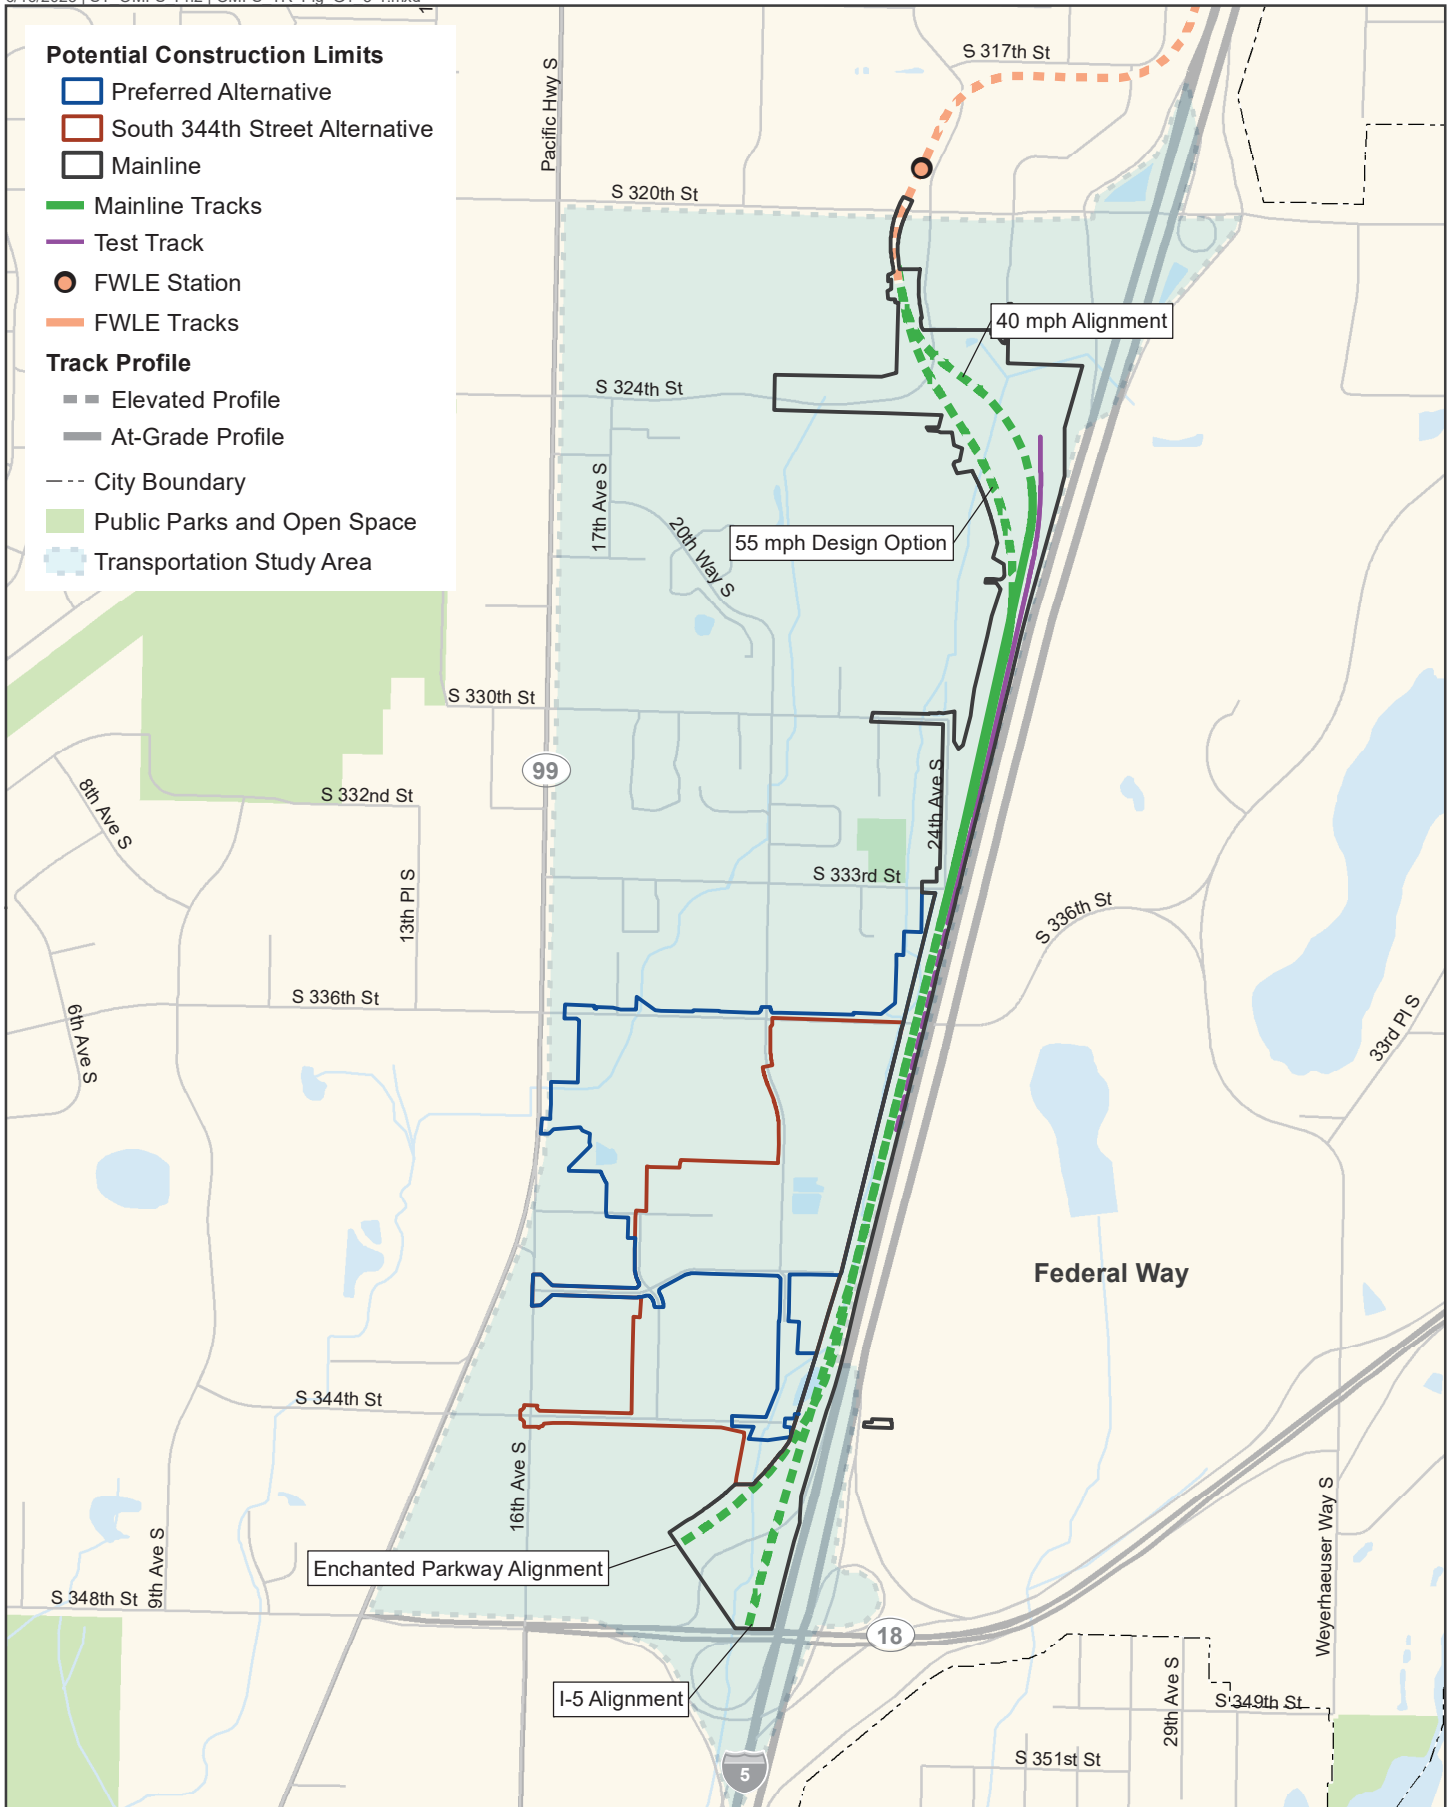 Potential Construction Limits
Preferred Alternative
South 344th Street Alternative
Mainline
Mainline Tracks
Test Track
FWLE Station
FWLE Tracks
Track Profile
Elevated Profile
At-Grade Profile
City Boundary
Public Parks and Open Space
Transportation Study Area
S 317th St
Pacific Hwy S
S 320th St
40 mph Alignment
S 324th St
17th Ave S
20th Way S
55 mph Design Option
S 330th St
99
8th Ave S
S 332nd St
24th Ave S
13th Pl S
S 333rd St
S 336th St
S 336th St
6th Ave S
33rd Pl S
Federal Way
S 344th St
16th Ave S
9th Ave S
Enchanted Parkway Alignment
S 348th St
18
Weyerhaeuser Way S
I-5 Alignment
29th Ave S
S 349th St
S 351st St
5